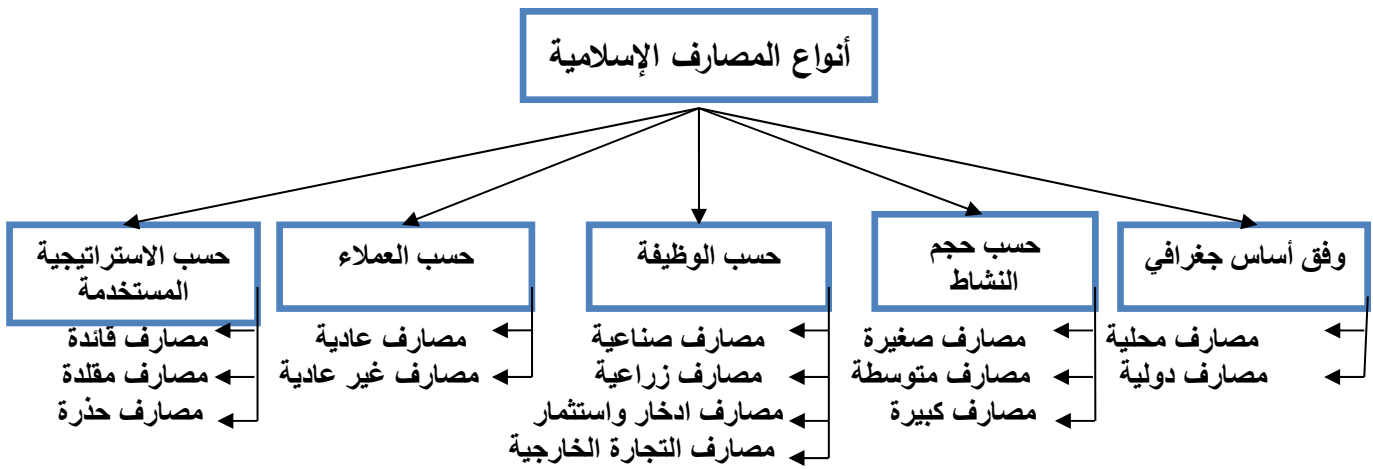 أنواع المصارف الإسلامية
وفق أساس جغرافي
مصارف محلية
مصارف دولية
حسب حجم
النشاط
مصارف صغيرة
مصارف متوسطة
مصارف كبيرة
حسب الوظيفة
مصارف صناعية
مصارف زراعية
مصارف ادخار واستثمار
مصارف التجارة الخارجية
حسب العملاء
مصارف عادية
مصارف غير عادية
حسب الاستراتيجية
المستخدمة
مصارف قائدة
مصارف مقلدة
مصارف حذرة